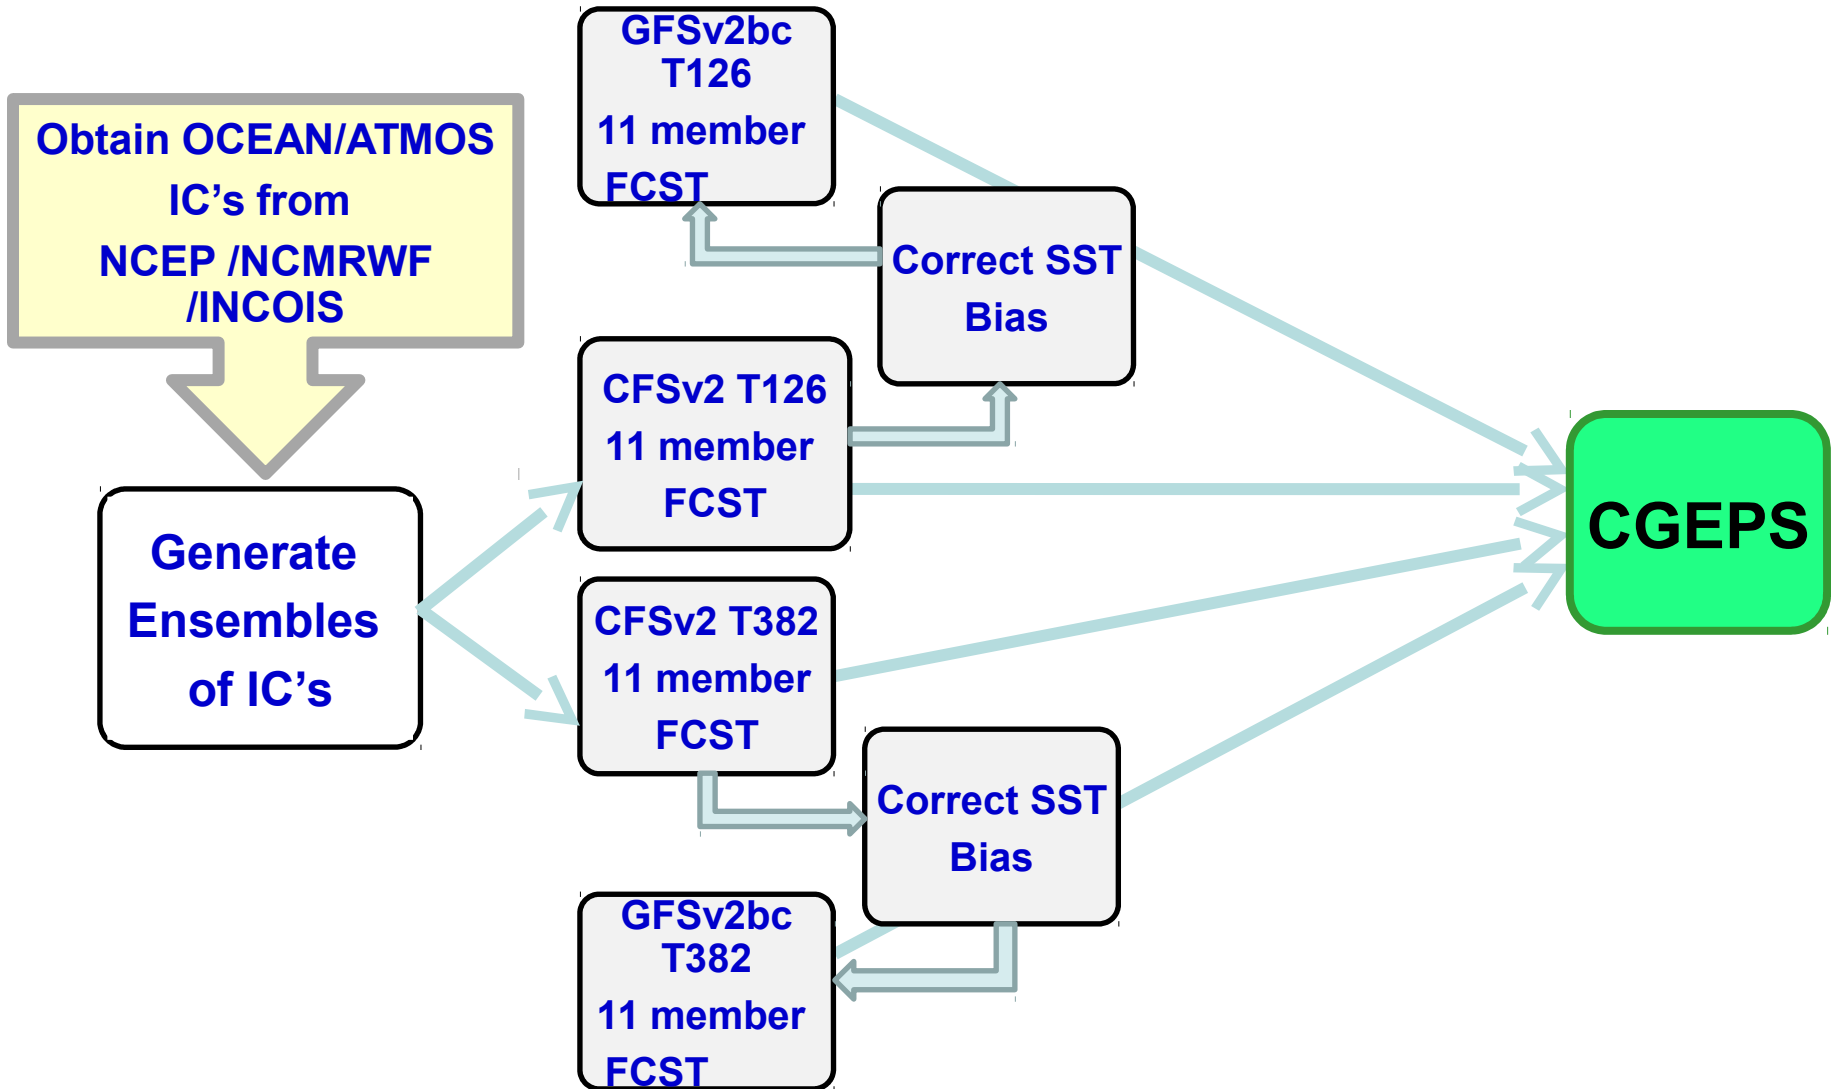 Obtain OCEAN/ATMOS
IC’s from
NCEP /NCMRWF
/INCOIS
Generate
Ensembles
of IC’s
GFSv2bc
T126
11 member
FCST
Correct SST
Bias
CFSv2 T126
11 member
FCST
CFSv2 T382
11 member
FCST
Correct SST
Bias
GFSv2bc
T382
11 member
FCST
CGEPS